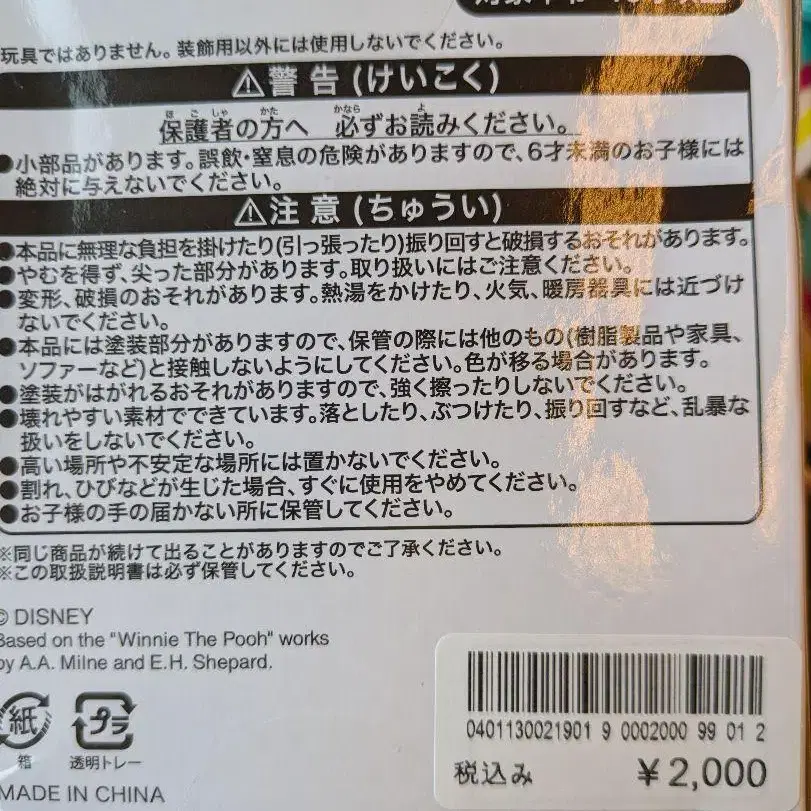 玩具ではありません。装飾用以外には使用しないでください。
⚠警告(けいこく)
保護者の方へ 必ずお読みください。
●小部品があります。誤飲・窒息の危険がありますので、6才未満のお子様には
絶対に与えないでください。
⚠注意(ちゅうい)
●本品に無理な負担を掛けたり(引っ張ったり)振り回すと破損するおそれがあります。
●やむを得ず、尖った部分があります。取り扱いにはご注意ください。
●変形、破損のおそれがあります。熱湯をかけたり、火気、暖房器具には近づけ
ないでください。
●本品には塗装部分がありますので、保管の際には他のもの(樹脂製品や家具、
ソファーなど)と接触しないようにしてください。色が移る場合があります。
●塗装がはがれるおそれがありますので、強く擦ったりしないでください。
●壊れやすい素材でできています。落としたり、ぶつけたり、振り回すなど、乱暴な
扱いをしないでください。
●高い場所や不安定な場所には置かないでください。
●割れ、ひびなどが生じた場合、すぐに使用をやめてください。
●お子様の手の届かない所に保管してください。
※同じ商品が続けて出ることがありますのでご了承ください。
※この取扱説明書は必ず保管してください。
© DISNEY
Based on the "Winnie The Pooh" works
by A.A. Milne and E.H. Shepard.
紙 プラ
箱 透明トレー
MADE IN CHINA
0401130021901 9 0002000 99 01 2
税込み ¥2,000